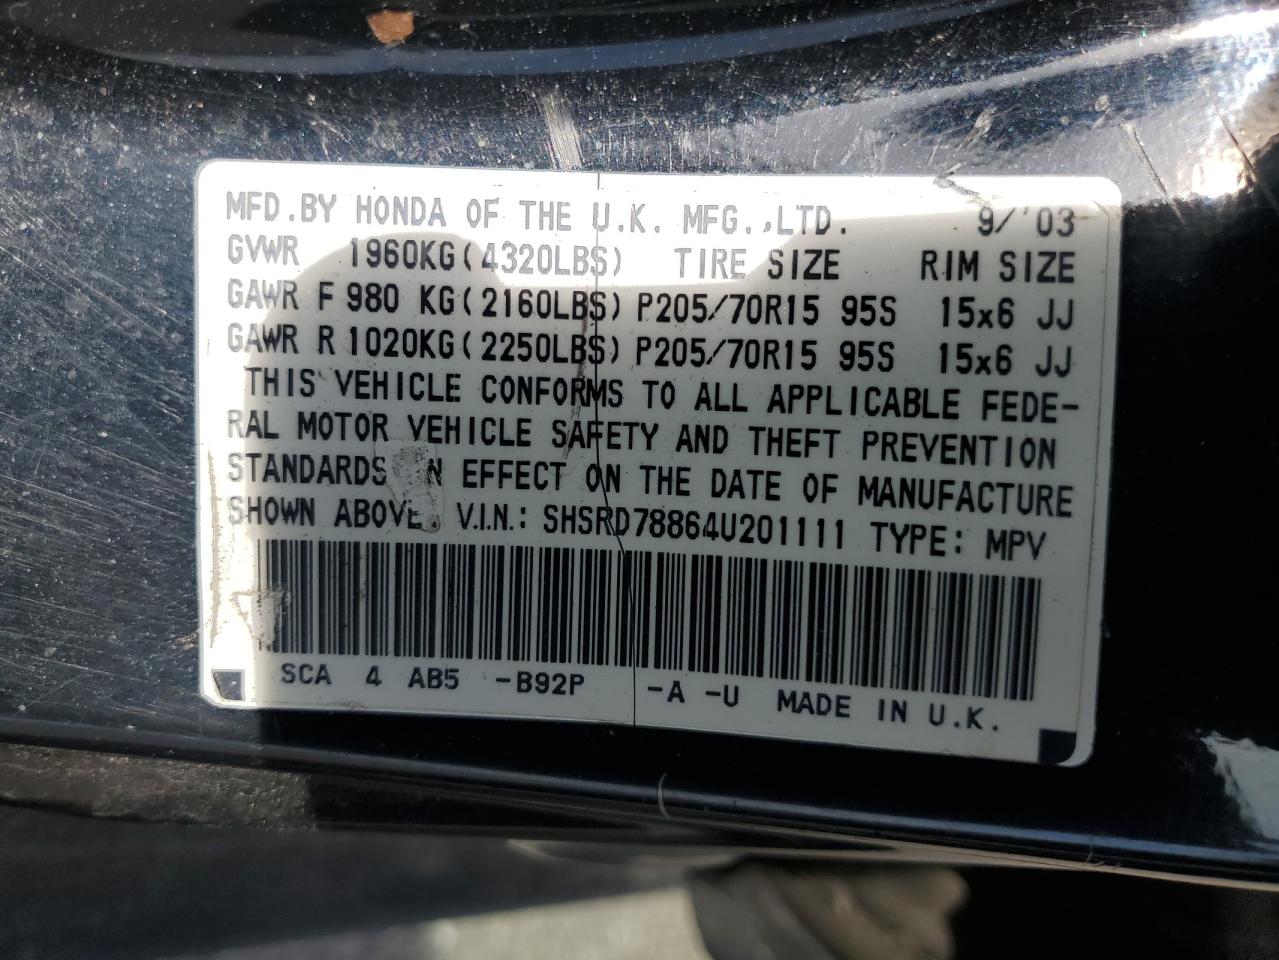 MFD.BY HONDA OF THE U.K. MFG.,LTD. 9/'03
GVWR 1960KG(4320LBS) TIRE SIZE RIM SIZE
GAWR F 980 KG(2160LBS) P205/70R15 95S 15x6 JJ
GAWR R 1020KG(2250LBS) P205/70R15 95S 15x6 JJ
THIS VEHICLE CONFORMS TO ALL APPLICABLE FEDE-
RAL MOTOR VEHICLE SAFETY AND THEFT PREVENTION
STANDARDS IN EFFECT ON THE DATE OF MANUFACTURE
SHOWN ABOVE. V.I.N.: SHSRD78864U201111 TYPE: MPV
SCA 4 AB5 -B92P -A -U MADE IN U.K.